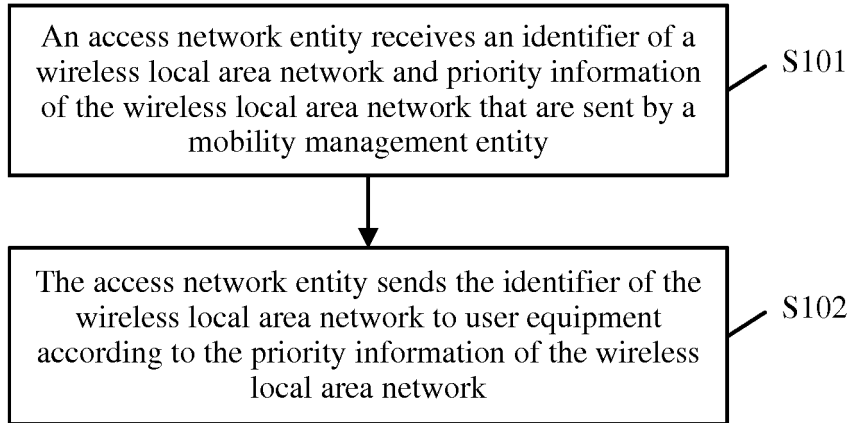 An access network entity receives an identifier of a
wireless local area network and priority information
of the wireless local area network that are sent by a
mobility management entity
S101
The access network entity sends the identifier of the
wireless local area network to user equipment
according to the priority information of the wireless
local area network
S102